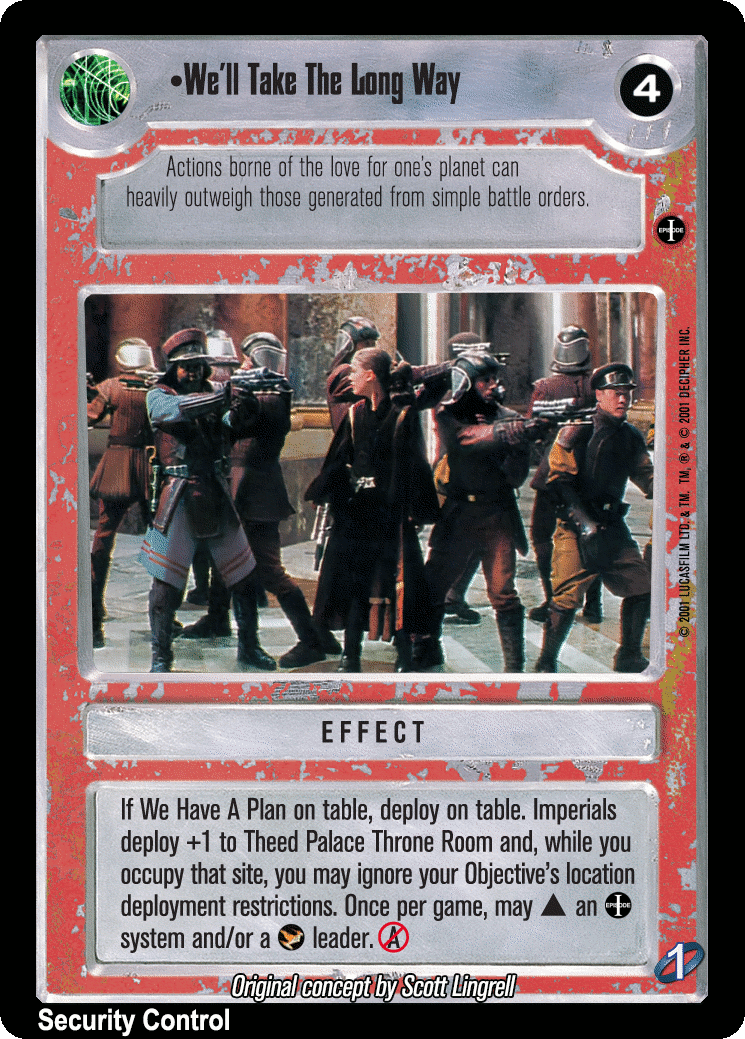 •We'll Take The Long Way
4
Actions borne of the love for one's planet can
heavily outweigh those generated from simple battle orders.
EPISODE
I
© 2001 LUCASFILM LTD. & TM. TM, ® & © 2001 DECIPHER INC.
EFFECT
If We Have A Plan on table, deploy on table. Imperials
deploy +1 to Theed Palace Throne Room and, while you
occupy that site, you may ignore your Objective's location
deployment restrictions. Once per game, may ▲ an EPISODE I
system and/or a leader. A
1
Original concept by Scott Lingrell
Security Control